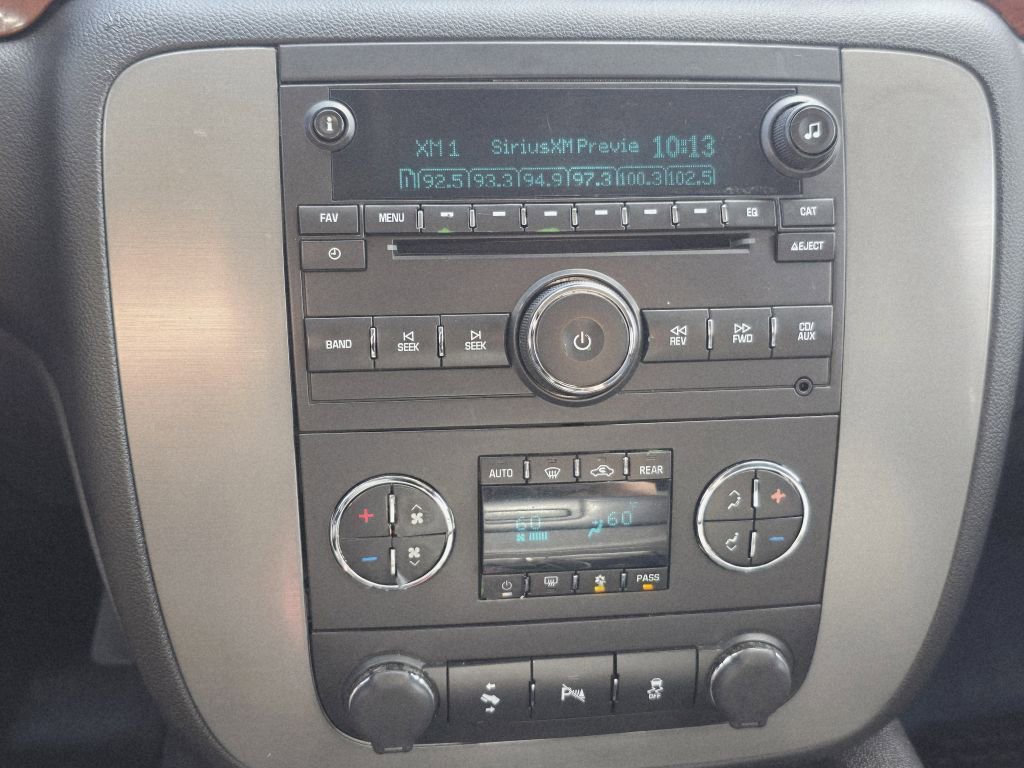 i
XM 1 SiriusXM Previe 10:13
92.5 93.3 94.9 97.3 100.3 102.5
FAV MENU EQ CAT
EJECT
BAND SEEK SEEK REV FWD CD/
AUX
AUTO REAR
60 60
PASS
P OFF